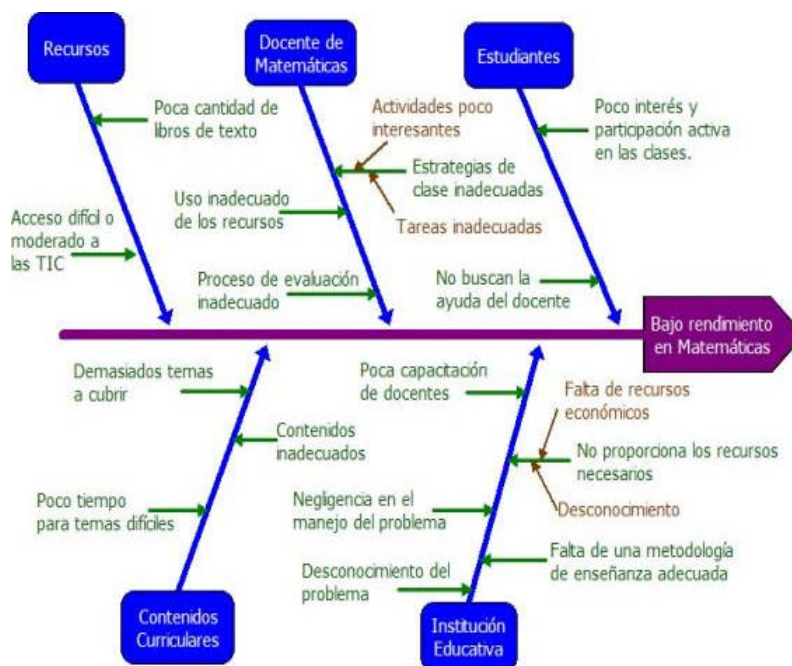 Recursos
Docente de
Matemáticas
Estudiantes
Poca cantidad de
libros de texto
Acceso difícil o
moderado a
las TIC
Actividades poco
interesantes
Estrategias de
clase inadecuadas
Tareas inadecuadas
Uso inadecuado
de los recursos
Proceso de evaluación
inadecuado
Poco interés y
participación activa
en las clases.
No buscan la
ayuda del docente
Bajo rendimiento
en Matemáticas
Demasiados temas
a cubrir
Contenidos
inadecuados
Poco tiempo
para temas difíciles
Contenidos
Curriculares
Poca capacitación
de docentes
Falta de recursos
económicos
No proporciona los recursos
necesarios
Desconocimiento
Negligencia en el
manejo del problema
Falta de una metodología
de enseñanza adecuada
Desconocimiento del
problema
Institución
Educativa